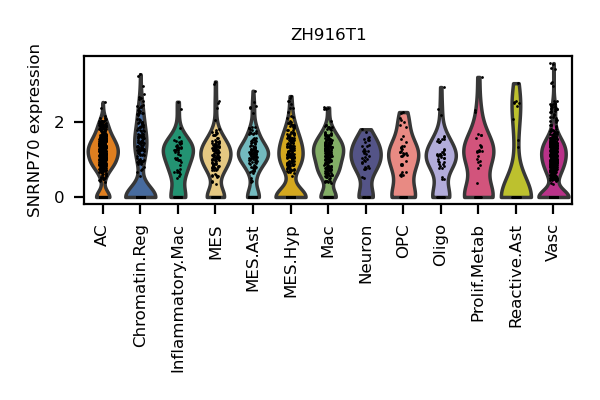 ZH916T1
SNRNP70 expression
2
0
AC
Chromatin.Reg
Inflammatory.Mac
MES
MES.Ast
MES.Hyp
Mac
Neuron
OPC
Oligo
Prolif.Metab
Reactive.Ast
Vasc